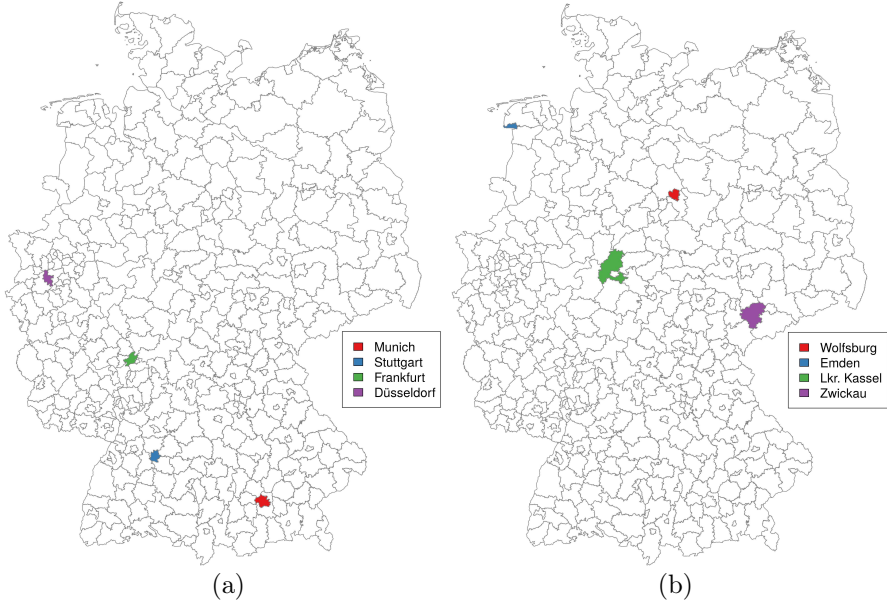 Munich
Stuttgart
Frankfurt
Düsseldorf
(a)
Wolfsburg
Emden
Lkr. Kassel
Zwickau
(b)